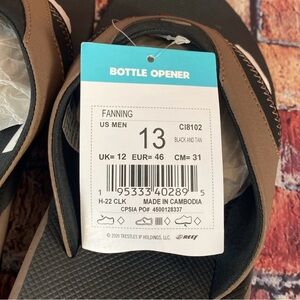 BOTTLE OPENER
FANNING
US MEN
13
CI8102
BLACK AND TAN
UK= 12 EUR= 46 CM= 31
1 95333 40289 5
H-22 CLK MADE IN CAMBODIA
CPSIA PO# 4500128337
TRESTLES IP HOLDINGS, LLC.
REEF